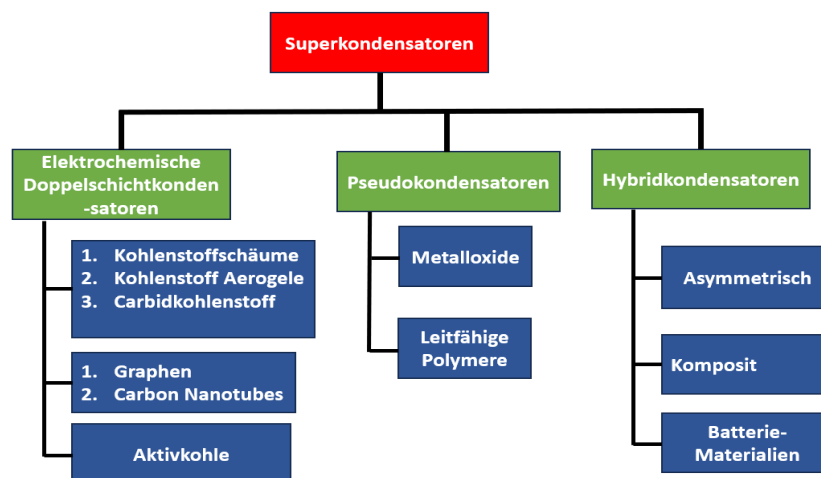 Superkondensatoren
Elektrochemische
Doppelschichtkonden
-satoren
Pseudokondensatoren
Hybridkondensatoren
1. Kohlenstoffschäume
2. Kohlenstoff Aerogele
3. Carbidkohlenstoff
1. Graphen
2. Carbon Nanotubes
Aktivkohle
Metalloxide
Leitfähige
Polymere
Asymmetrisch
Komposit
Batterie-
Materialien